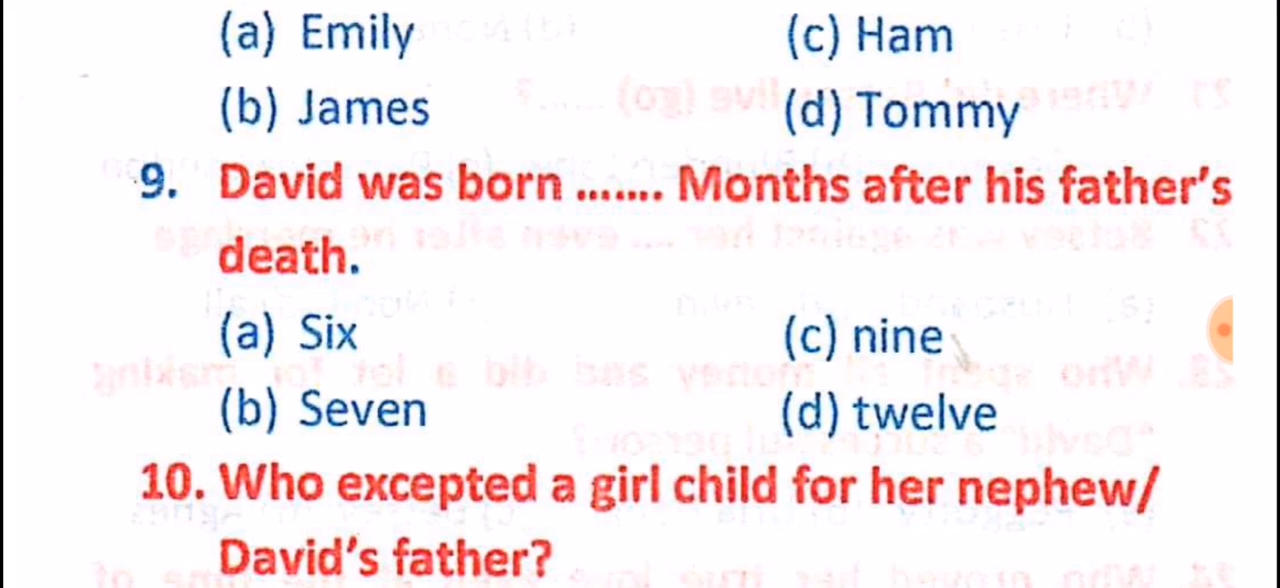 (a) Emily (c) Ham
(b) James (d) Tommy
9. David was born ....... Months after his father's
death.
(a) Six (c) nine
(b) Seven (d) twelve
10. Who excepted a girl child for her nephew/
David's father?